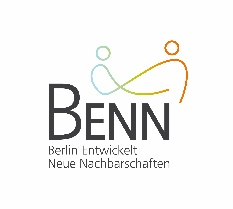 BENN
Berlin Entwickelt
Neue Nachbarschaften